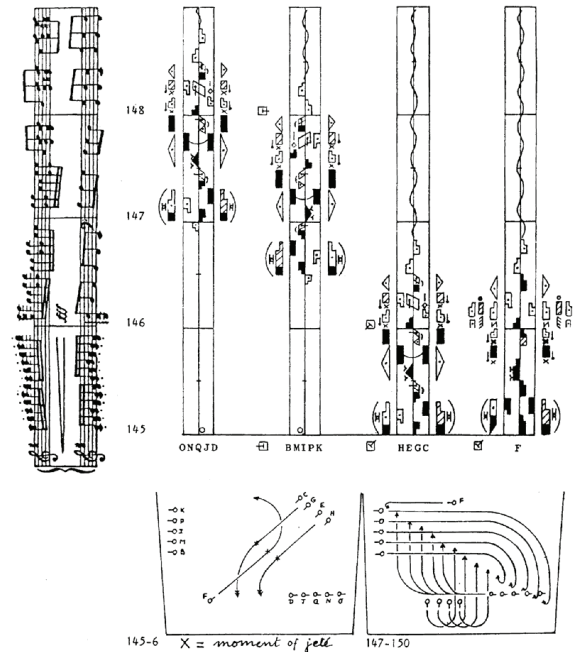 148
147
146
145
ONQJD
BMIPK
HEGC
F
C
G
E
H
K
P
I
M
B
F
D J Q N O
F
145-6 X = moment of jeté
147-150